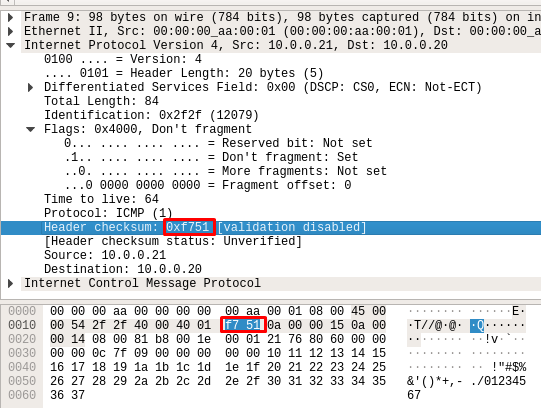 Frame 9: 98 bytes on wire (784 bits), 98 bytes captured (784 bits) on in
Ethernet II, Src: 00:00:00_aa:00:01 (00:00:00:aa:00:01), Dst: 00:00:00_a
Internet Protocol Version 4, Src: 10.0.0.21, Dst: 10.0.0.20
0100 .... = Version: 4
.... 0101 = Header Length: 20 bytes (5)
Differentiated Services Field: 0x00 (DSCP: CS0, ECN: Not-ECT)
Total Length: 84
Identification: 0x2f2f (12079)
Flags: 0x4000, Don't fragment
0... .... .... .... = Reserved bit: Not set
.1.. .... .... .... = Don't fragment: Set
..0. .... .... .... = More fragments: Not set
...0 0000 0000 0000 = Fragment offset: 0
Time to live: 64
Protocol: ICMP (1)
Header checksum: 0xf751 [validation disabled]
[Header checksum status: Unverified]
Source: 10.0.0.21
Destination: 10.0.0.20
Internet Control Message Protocol
0000 00 00 00 aa 00 00 00 00 00 aa 00 01 08 00 45 00 ········ ······E·
0010 00 54 2f 2f 40 00 40 01 f7 51 0a 00 00 15 0a 00 ·T//@·@· ·Q······
0020 00 14 08 00 81 b8 00 1e 00 01 21 76 80 60 00 00 ········ ··!v·`··
0030 00 00 0c 7f 09 00 00 00 00 00 10 11 12 13 14 15 ········ ········
0040 16 17 18 19 1a 1b 1c 1d 1e 1f 20 21 22 23 24 25 ········ ·· !"#$%
0050 26 27 28 29 2a 2b 2c 2d 2e 2f 30 31 32 33 34 35 &'()*+,- ./012345
0060 36 37 67